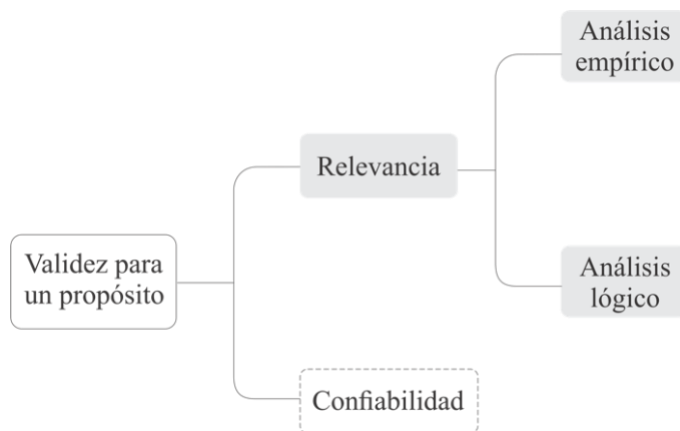 Análisis
empírico
Relevancia
Validez para
un propósito
Análisis
lógico
Confiabilidad